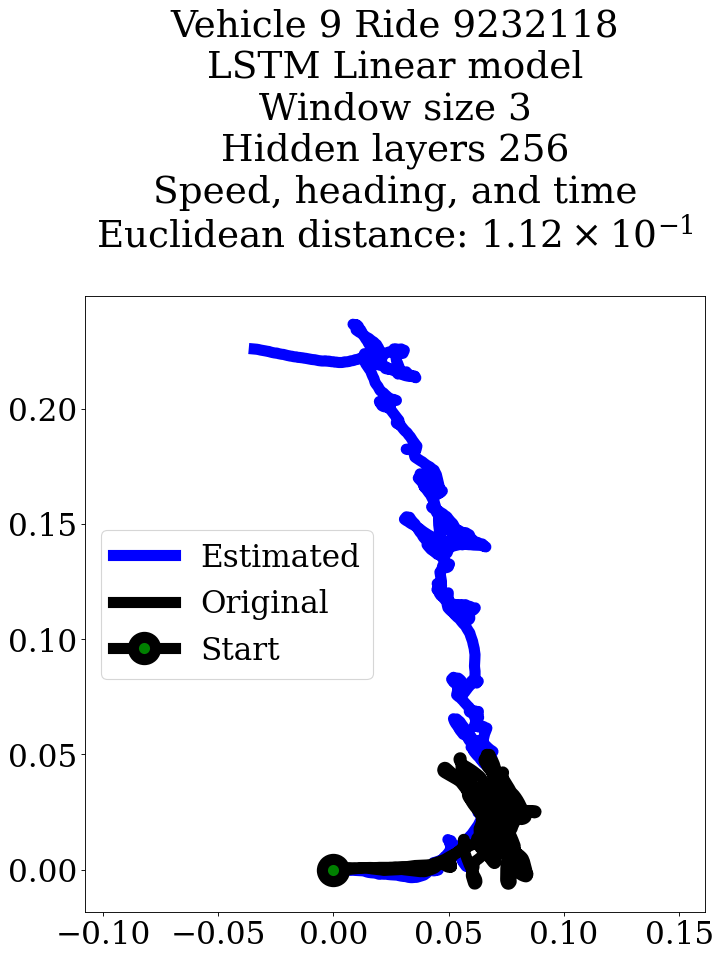 Vehicle 9 Ride 9232118
LSTM Linear model
Window size 3
Hidden layers 256
Speed, heading, and time
Euclidean distance: 1.12 × 10⁻¹
0.20
0.15
0.10
0.05
0.00
Estimated
Original
Start
−0.10 −0.05 0.00 0.05 0.10 0.15